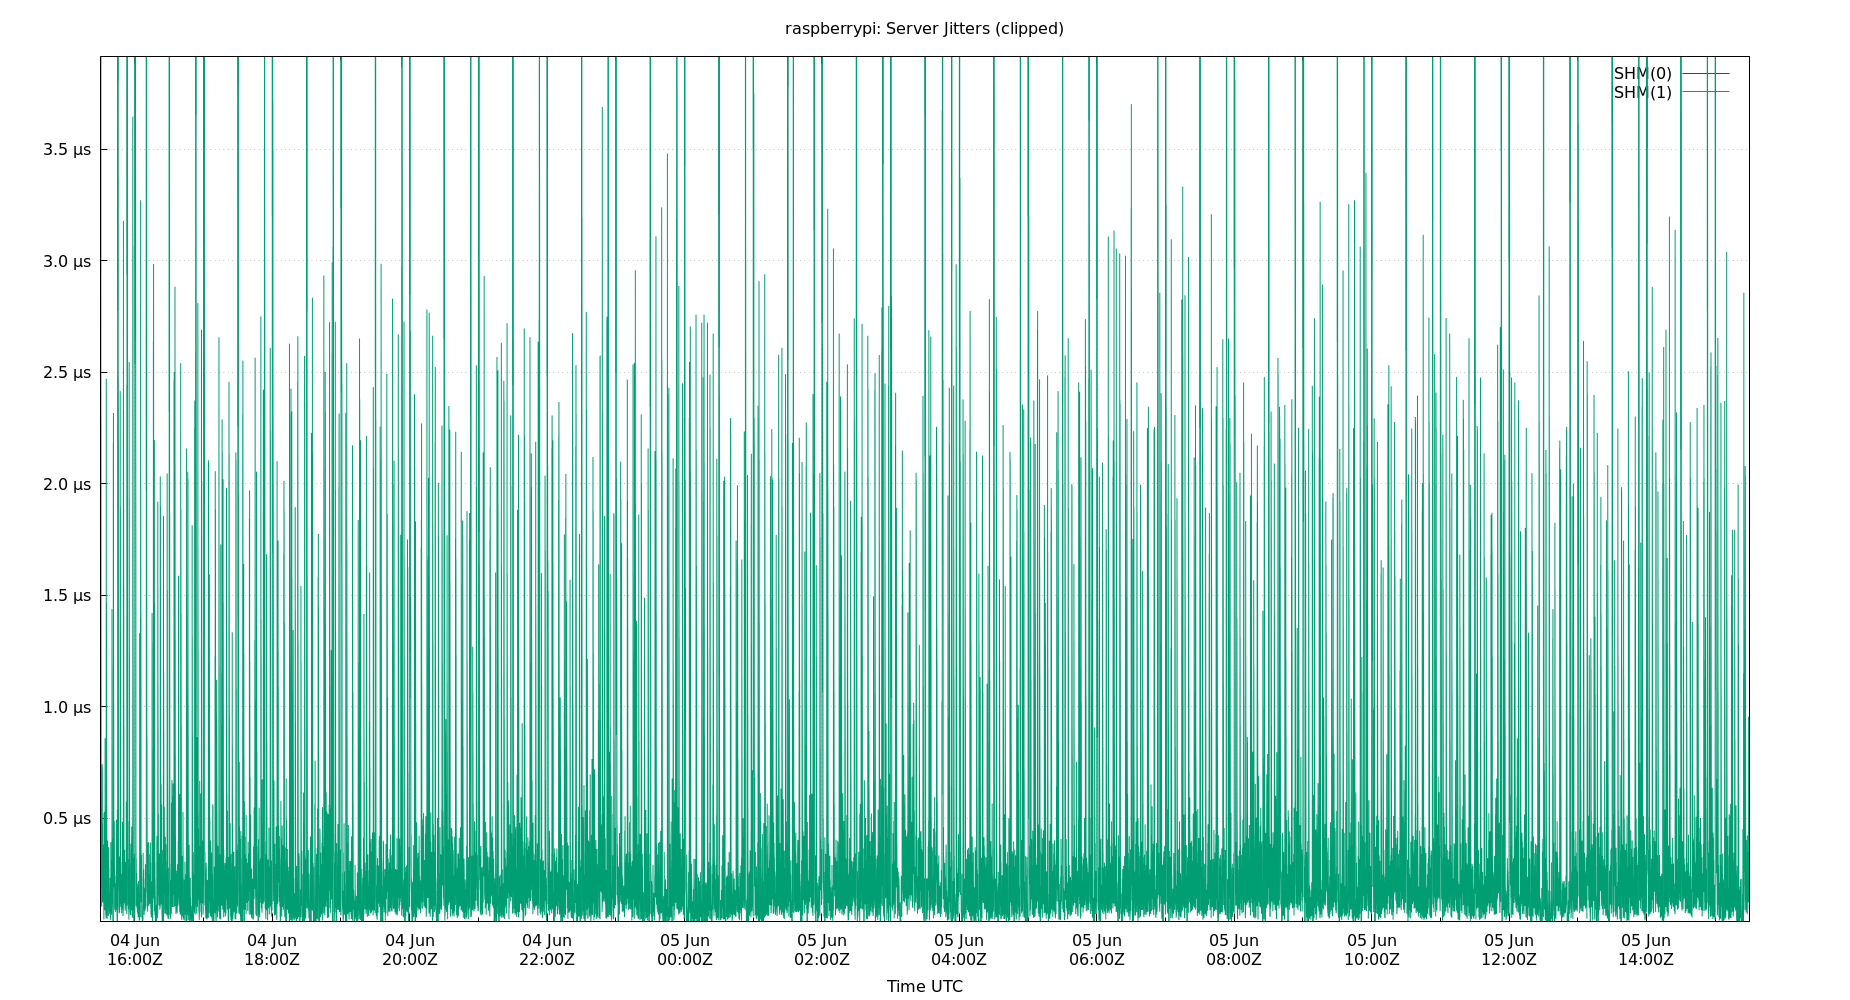 raspberrypi: Server Jitters (clipped)
SHM(0)
SHM(1)
3.5 µs
3.0 µs
2.5 µs
2.0 µs
1.5 µs
1.0 µs
0.5 µs
04 Jun 04 Jun 04 Jun 04 Jun 05 Jun 05 Jun 05 Jun 05 Jun 05 Jun 05 Jun 05 Jun 05 Jun
16:00Z 18:00Z 20:00Z 22:00Z 00:00Z 02:00Z 04:00Z 06:00Z 08:00Z 10:00Z 12:00Z 14:00Z
Time UTC